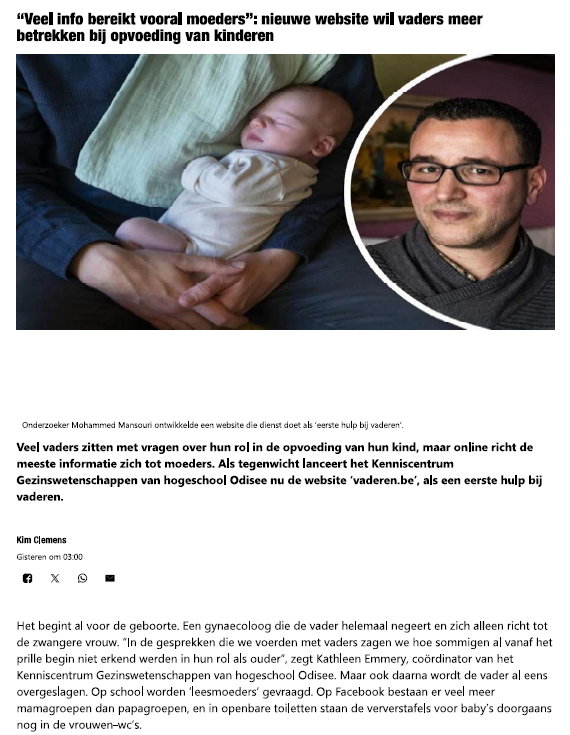 “Veel info bereikt vooral moeders”: nieuwe website wil vaders meer
betrekken bij opvoeding van kinderen
Onderzoeker Mohammed Mansouri ontwikkelde een website die dienst doet als ‘eerste hulp bij vaderen’.
Veel vaders zitten met vragen over hun rol in de opvoeding van hun kind, maar online richt de
meeste informatie zich tot moeders. Als tegenwicht lanceert het Kenniscentrum
Gezinswetenschappen van hogeschool Odisee nu de website ‘vaderen.be’, als een eerste hulp bij
vaderen.
Kim Clemens
Gisteren om 03:00
Het begint al voor de geboorte. Een gynaecoloog die de vader helemaal negeert en zich alleen richt tot
de zwangere vrouw. “In de gesprekken die we voerden met vaders zagen we hoe sommigen al vanaf het
prille begin niet erkend werden in hun rol als ouder”, zegt Kathleen Emmery, coördinator van het
Kenniscentrum Gezinswetenschappen van hogeschool Odisee. Maar ook daarna wordt de vader al eens
overgeslagen. Op school worden ‘leesmoeders’ gevraagd. Op Facebook bestaan er veel meer
mamagroepen dan papagroepen, en in openbare toiletten staan de ververstafels voor baby’s doorgaans
nog in de vrouwen-wc’s.